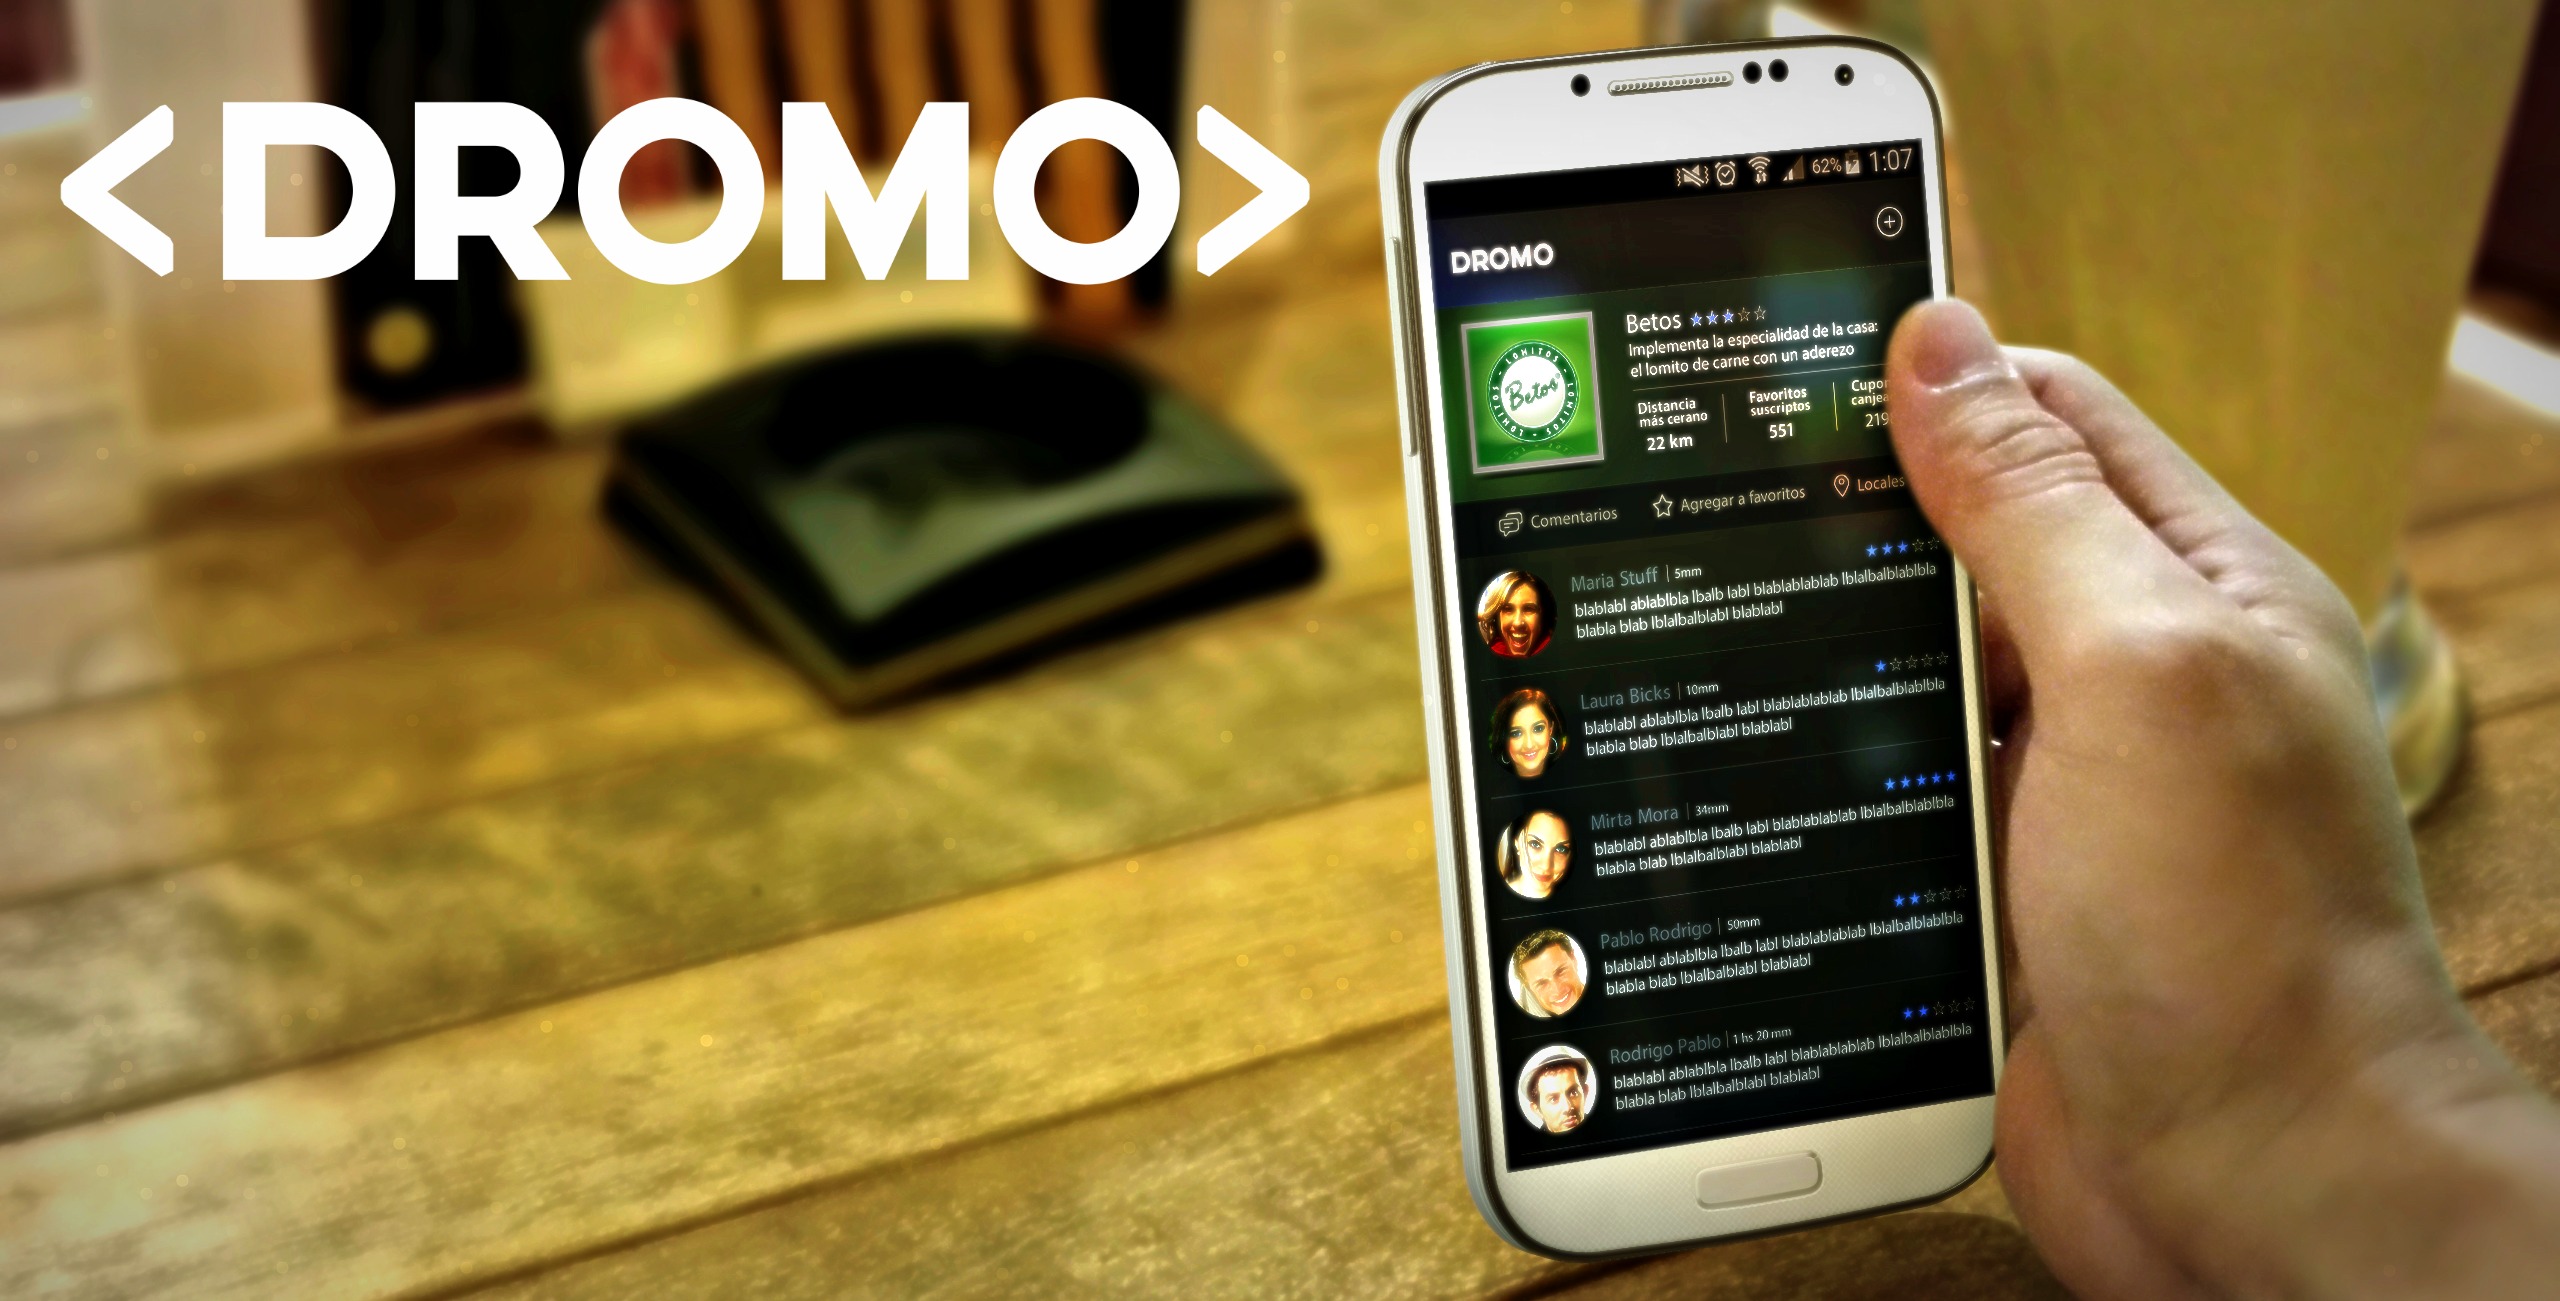 <DROMO>
62% 1:07
DROMO
Betos
Implementa la especialidad de la casa:
el lomito de carne con un aderezo
Distancia
más cerano
22 km
Favoritos
suscriptos
551
LOMITOS - LOMITOS - LOMITOS
Betos
Comentarios
Agregar a favoritos
Locales
Maria Stuff | 5mm
blablabl ablablbla lbalb labl blablablablab lblalbalblablbla
blabla blab lblalbalblabl blablabl
Laura Bicks | 10mm
blablabl ablablbla lbalb labl blablablablab lblalbalblablbla
blabla blab lblalbalblabl blablabl
Mirta Mora | 34mm
blablabl ablablbla lbalb labl blablablablab lblalbalblablbla
blabla blab lblalbalblabl blablabl
Pablo Rodrigo | 50mm
blablabl ablablbla lbalb labl blablablablab lblalbalblablbla
blabla blab lblalbalblabl blablabl
Rodrigo Pablo | 1 hs 20 mm
blablabl ablablbla lbalb labl blablablablab lblalbalblablbla
blabla blab lblalbalblabl blablabl